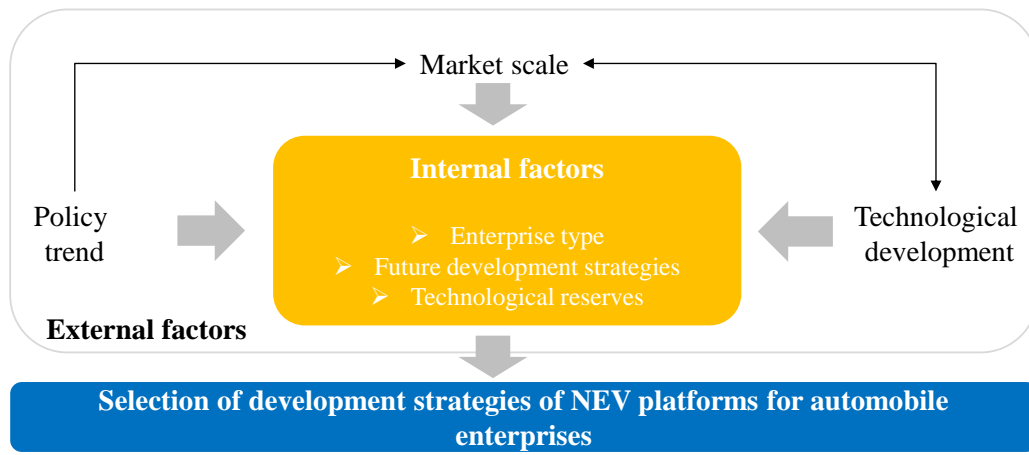 Market scale
Internal factors
Policy
trend
➢ Enterprise type
➢ Future development strategies
➢ Technological reserves
Technological
development
External factors
Selection of development strategies of NEV platforms for automobile
enterprises